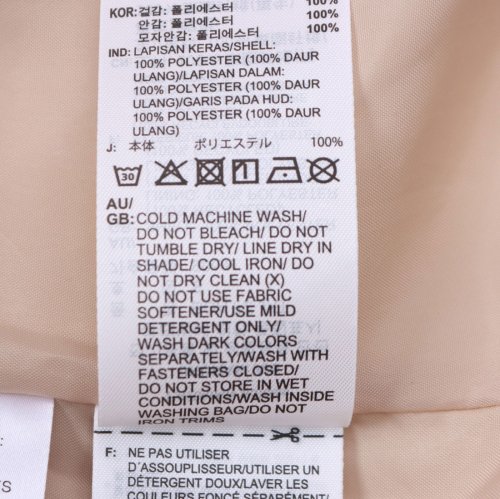 KOR: 겉감: 폴리에스터 100%
안감: 폴리에스터 100%
모자안감: 폴리에스터 100%
IND: LAPISAN KERAS/SHELL:
100% POLYESTER (100% DAUR
ULANG)/LAPISAN DALAM:
100% POLYESTER (100% DAUR
ULANG)/GARIS PADA HUD:
100% POLYESTER (100% DAUR
ULANG)
J: 本体 ポリエステル 100%
30
AU/
GB: COLD MACHINE WASH/
DO NOT BLEACH/ DO NOT
TUMBLE DRY/ LINE DRY IN
SHADE/ COOL IRON/ DO
NOT DRY CLEAN (X)
DO NOT USE FABRIC
SOFTENER/USE MILD
DETERGENT ONLY/
WASH DARK COLORS
SEPARATELY/WASH WITH
FASTENERS CLOSED/
DO NOT STORE IN WET
CONDITIONS/WASH INSIDE
WASHING BAG/DO NOT
IRON TRIMS
F: NE PAS UTILISER
D'ASSOUPLISSEUR/UTILISER UN
DÉTERGENT DOUX/LAVER LES
COULEURS FONCÉ SÉPARÉMENT/